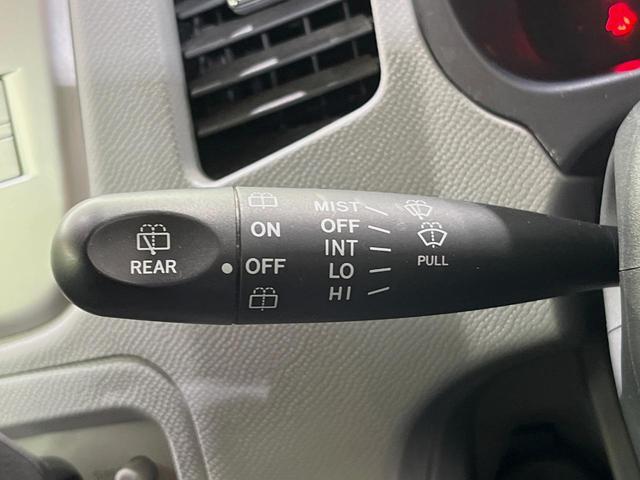 REAR
ON
OFF
MIST
OFF
INT
LO
HI
PULL